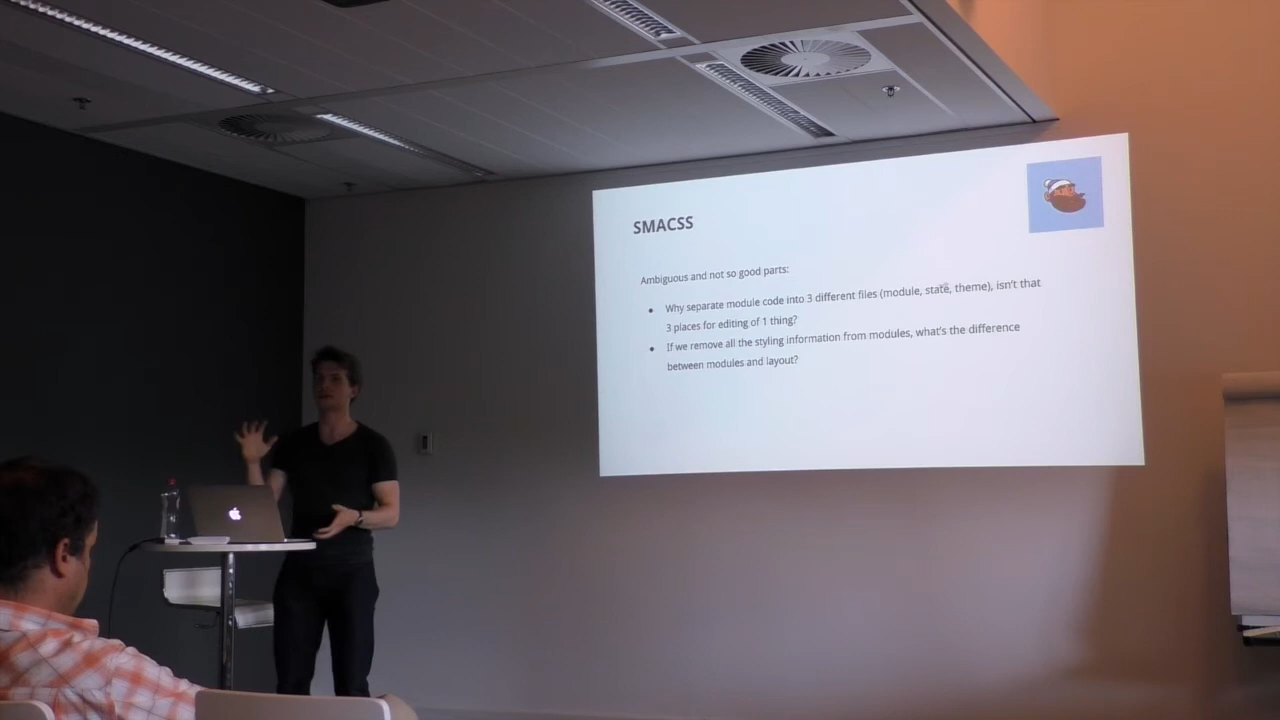 SMACSS
Ambiguous and not so good parts:
Why separate module code into 3 different files (module, state, theme), isn't that
3 places for editing of 1 thing?
If we remove all the styling information from modules, what's the difference
between modules and layout?